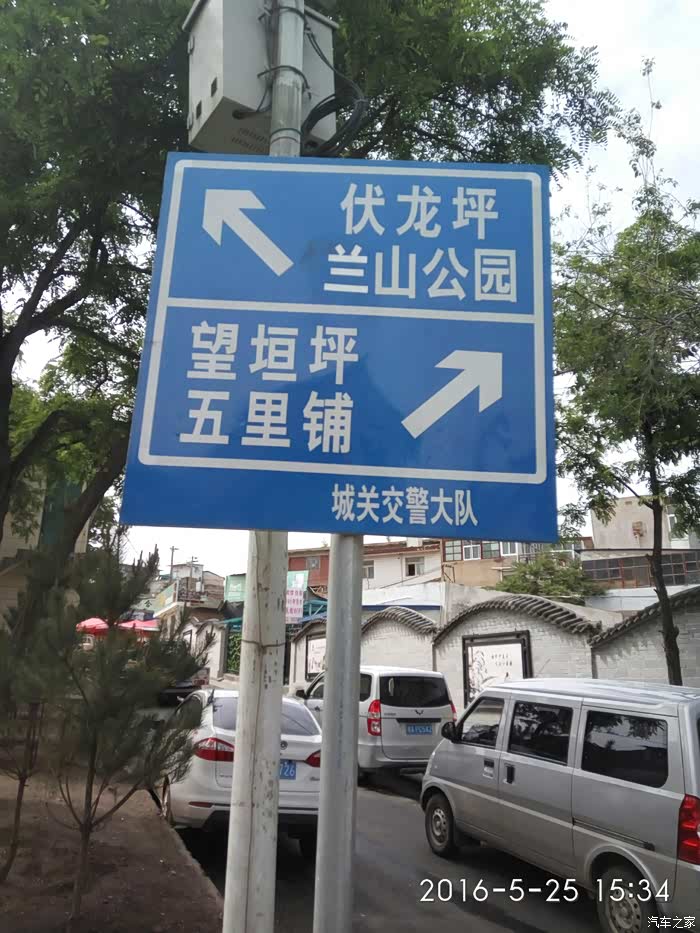 伏龙坪
兰山公园
望垣坪
五里铺
城关交警大队
2016-5-25 15:34
汽车之家